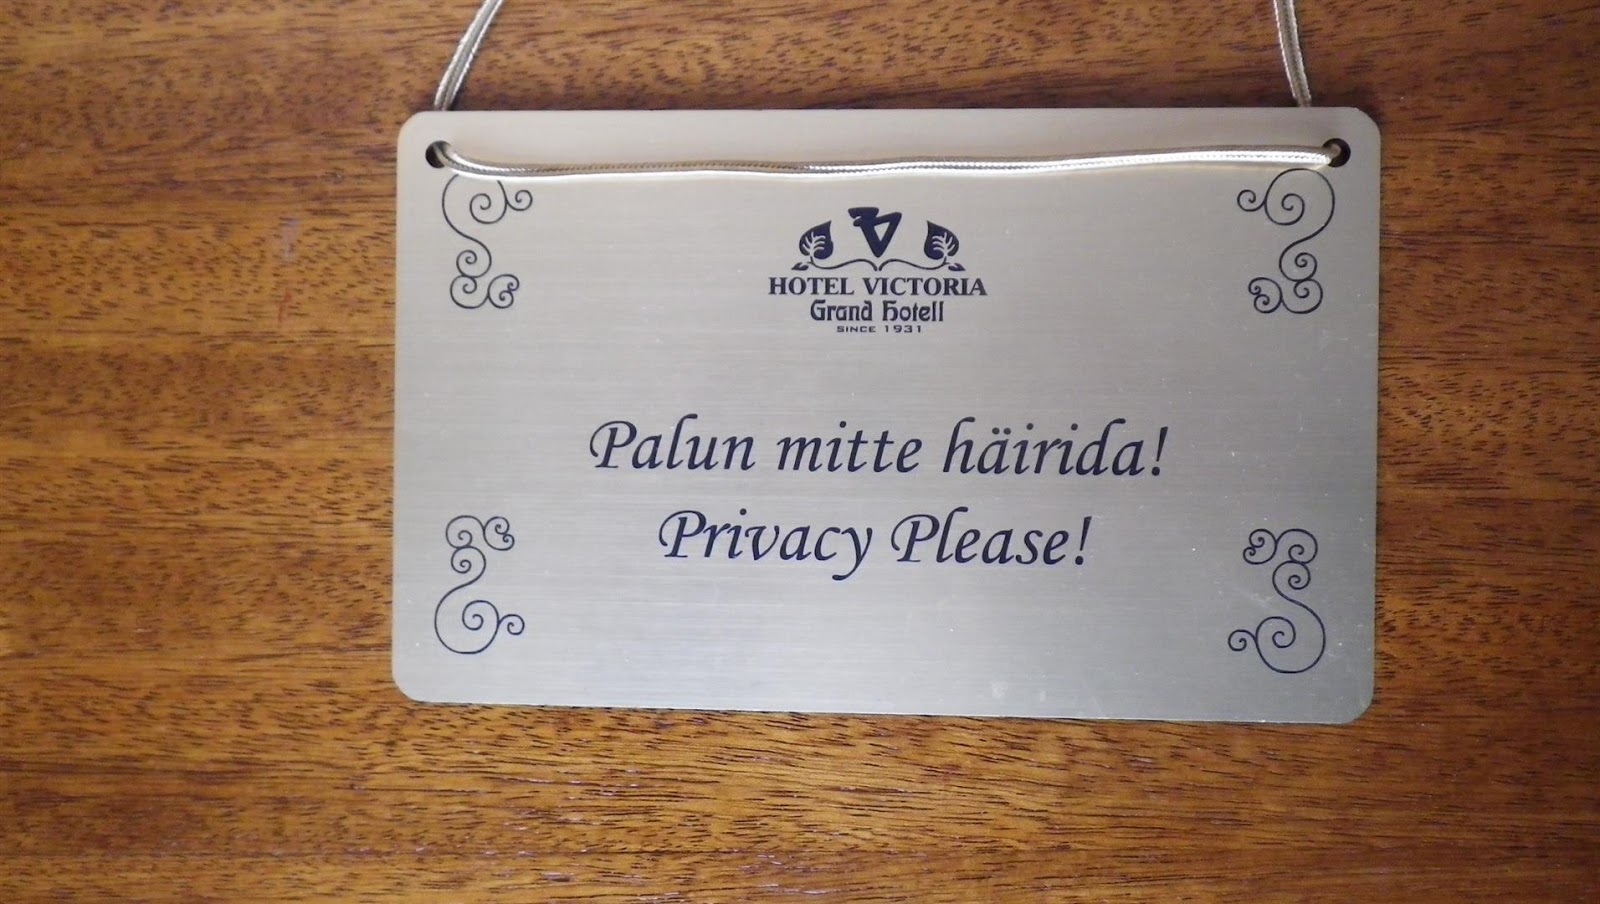 HOTEL VICTORIA
Grand Hotell
SINCE 1931
Palun mitte häirida!
Privacy Please!